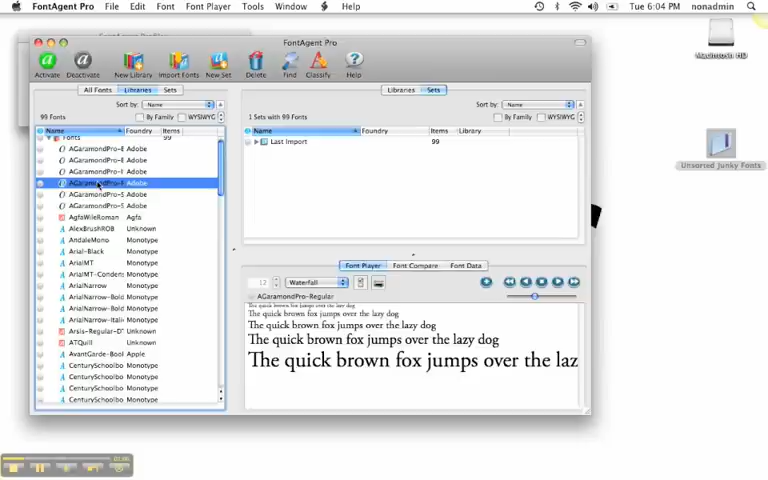 FontAgent Pro File Edit Font Font Player Tools Window Help Tue 6:04 PM nonadmin
Macintosh HD
Unsorted Junky Fonts
FontAgent Pro
Activate Deactivate New Library Import Fonts New Set Delete Find Classify Help
All Fonts Libraries Sets
Sort by: Name
99 Fonts By Family WYSIWYG
Name Foundry Items
Fonts 99
AGaramondPro-B Adobe
AGaramondPro-B Adobe
AGaramondPro-I Adobe
AGaramondPro-R Adobe
AGaramondPro-S Adobe
AGaramondPro-S Adobe
AgfaWileRoman Agfa
AlexBrushROB Unknown
AndaleMono Monotype
Arial-Black Monotype
ArialMT Monotype
ArialMT-Condens Monotype
ArialNarrow Monotype
ArialNarrow-Bold Monotype
ArialNarrow-Bold Monotype
ArialNarrow-Itali Monotype
Arsis-Regular-D Unknown
ATQuill Unknown
AvantGarde-Bool Apple
CenturySchoolbo Monotype
CenturySchoolbo Monotype
CenturySchoolbo Monotype
CenturySchoolbo Monotype
Libraries Sets
Sort by: Name
1 Sets with 99 Fonts By Family WYSIWYG
Name Foundry Items Library
Last Import 99
Font Player Font Compare Font Data
12 Waterfall
AGaramondPro-Regular
The quick brown fox jumps over the lazy dog
The quick brown fox jumps over the lazy dog
The quick brown fox jumps over the lazy dog
The quick brown fox jumps over the lazy dog
The quick brown fox jumps over the laz